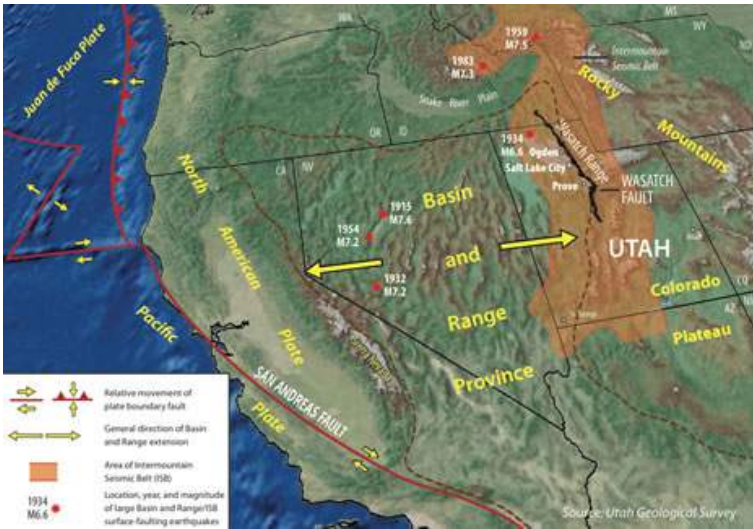 WA
MT
WY
Juan de Fuca Plate
1959
M7.5
1983
M7.3
Intermountain
Seismic Belt
Rocky
Mountains
Snake River Plain
OR
ID
CA
NV
North
American
Plate
1934
M6.6
Ogden
Salt Lake City
Provo
Wasatch Range
WASATCH
FAULT
1915
M7.6
1954
M7.2
1932
M7.2
Basin
and
Range
Province
UTAH
Colorado
Plateau
CO
AZ
Pacific
Plate
SAN ANDREAS FAULT
Relative movement of
plate boundary fault
General direction of Basin
and Range extension
Area of Intermountain
Seismic Belt (ISB)
1934
M6.6
Location, year, and magnitude
of large Basin and Range/ISB
surface-faulting earthquakes
Source: Utah Geological Survey